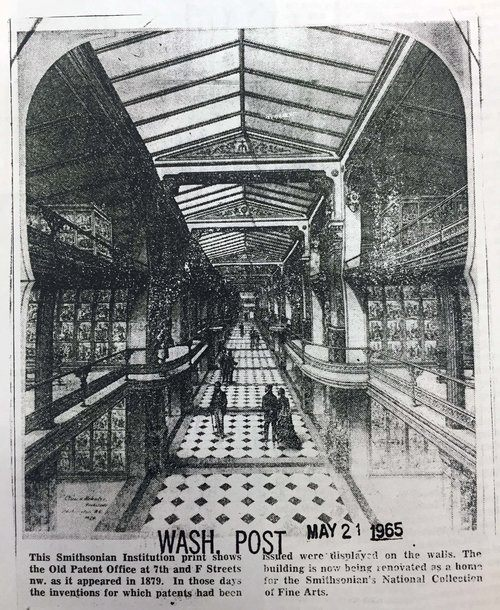 WASH. POST MAY 21 1965
This Smithsonian Institution print shows
the Old Patent Office at 7th and F Streets
nw. as it appeared in 1879. In those days
the inventions for which patents had been
issued were displayed on the walls. The
building is now being renovated as a home
for the Smithsonian's National Collection
of Fine Arts.